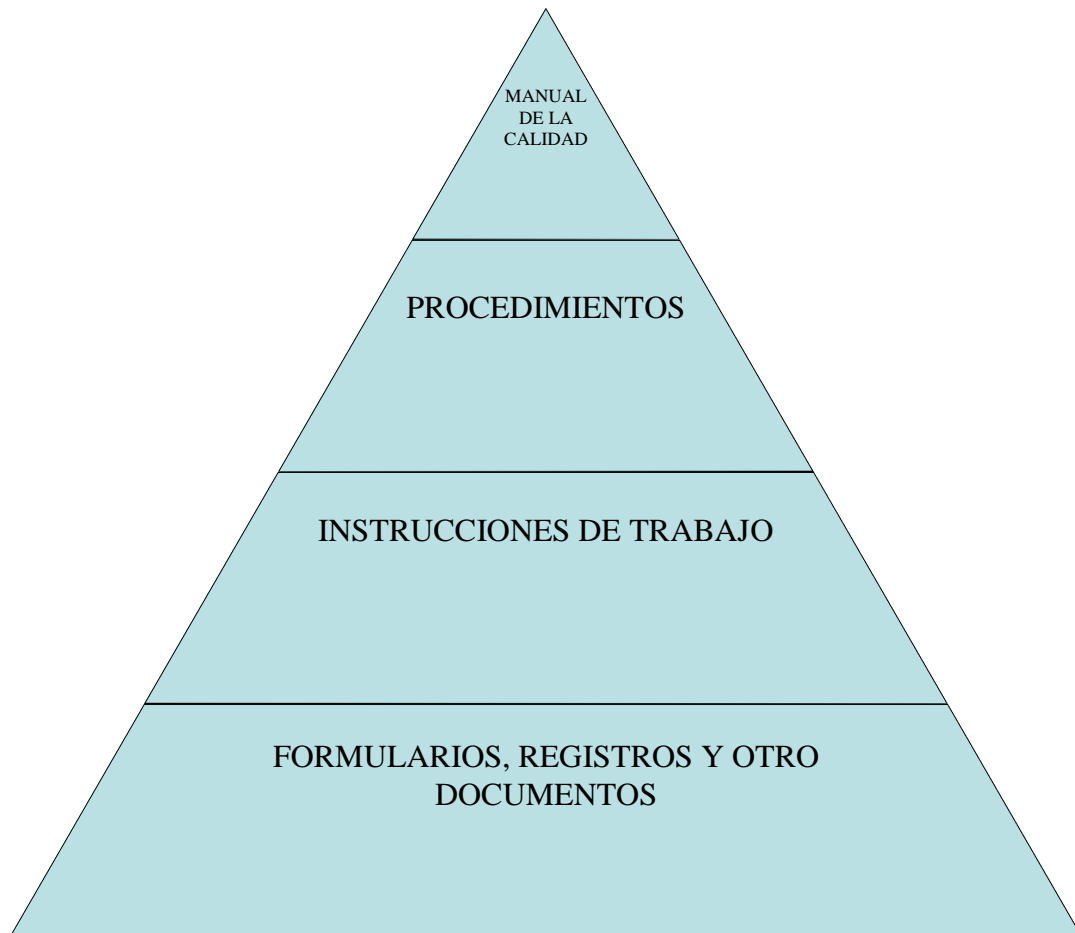 MANUAL
DE LA
CALIDAD
PROCEDIMIENTOS
INSTRUCCIONES DE TRABAJO
FORMULARIOS, REGISTROS Y OTRO
DOCUMENTOS